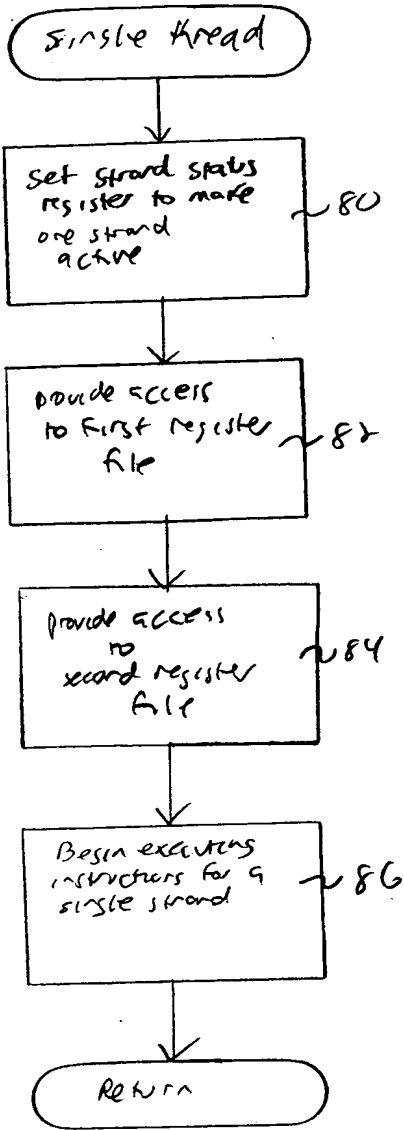 single thread
Set strand status
register to make
one strand
active
80
provide access
to first register
file
82
provide access
to
second register
file
84
Begin executing
instructions for a
single strand
86
Return